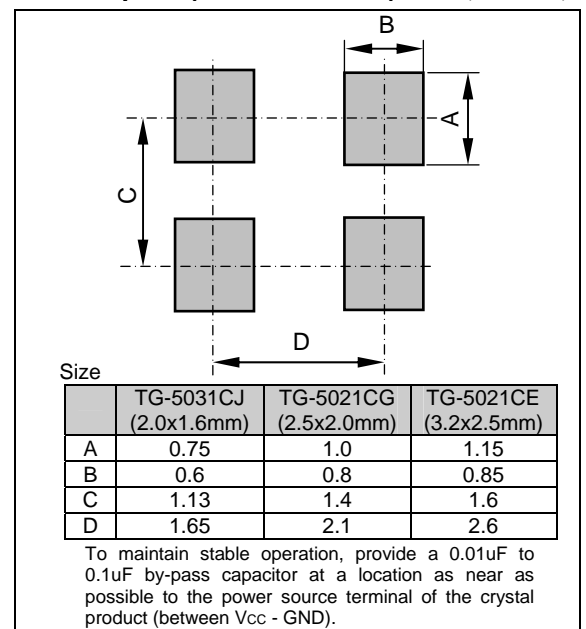 B
A
C
D
Size
TG-5031CJ TG-5021CG TG-5021CE
(2.0x1.6mm) (2.5x2.0mm) (3.2x2.5mm)
A 0.75 1.0 1.15
B 0.6 0.8 0.85
C 1.13 1.4 1.6
D 1.65 2.1 2.6
To maintain stable operation, provide a 0.01uF to
0.1uF by-pass capacitor at a location as near as
possible to the power source terminal of the crystal
product (between Vcc - GND).